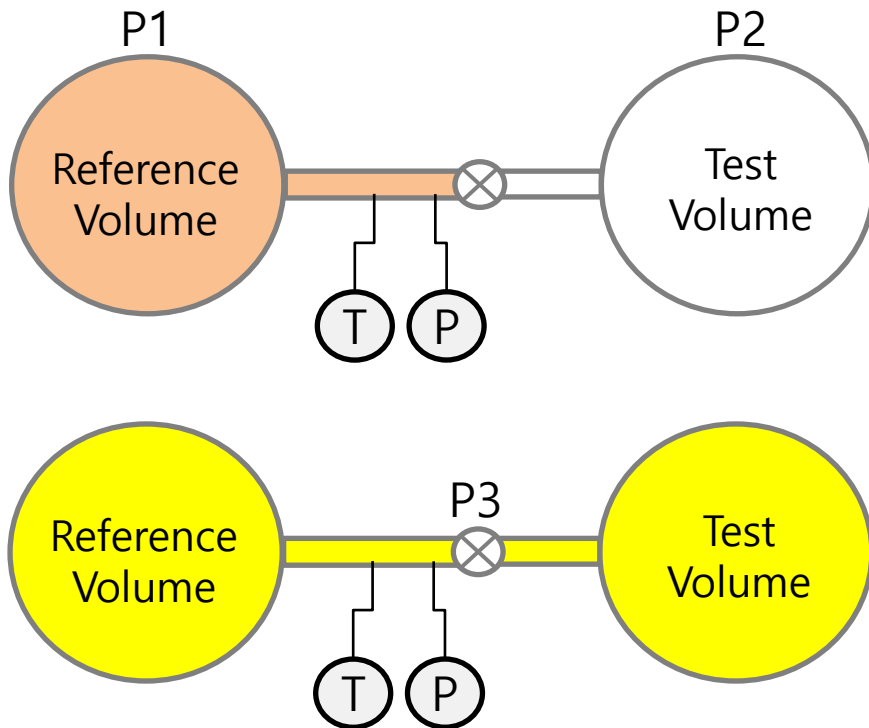 P1
P2
Reference
Volume
Test
Volume
T
P
P3
Reference
Volume
Test
Volume
T
P